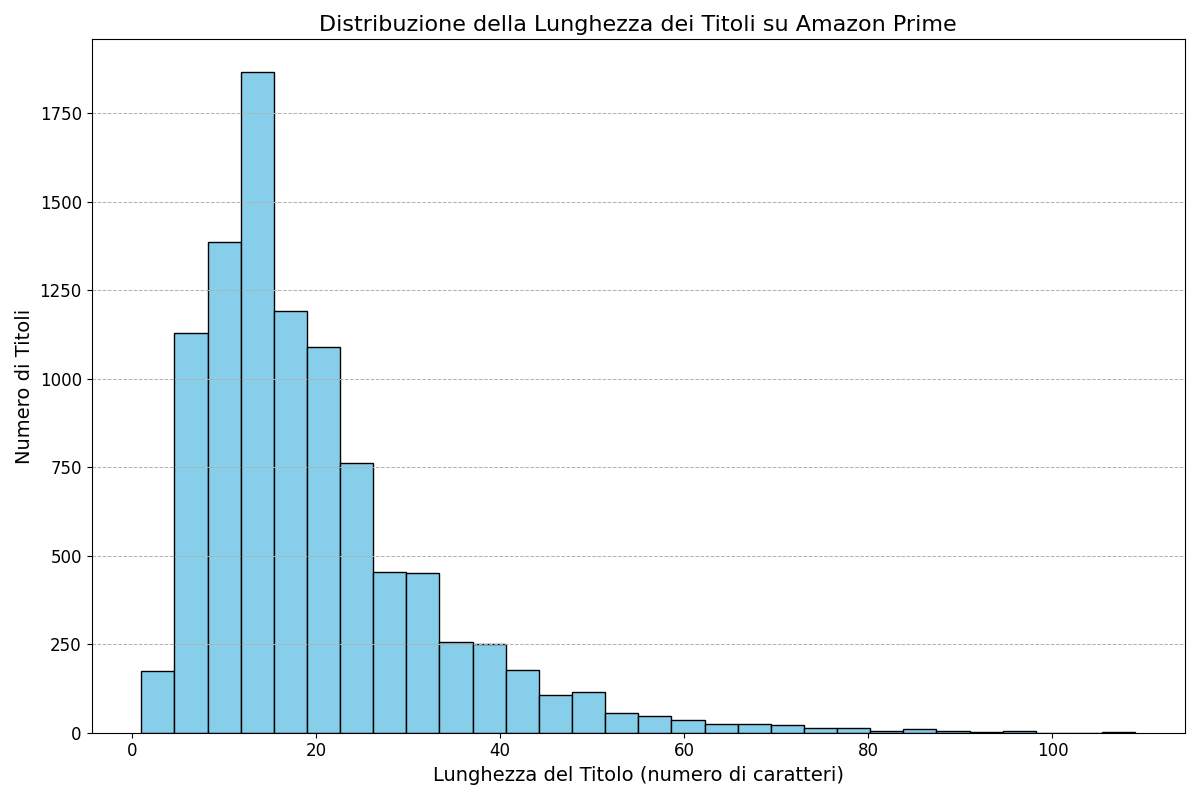 Distribuzione della Lunghezza dei Titoli su Amazon Prime
Numero di Titoli
1750
1500
1250
1000
750
500
250
0
0 20 40 60 80 100
Lunghezza del Titolo (numero di caratteri)